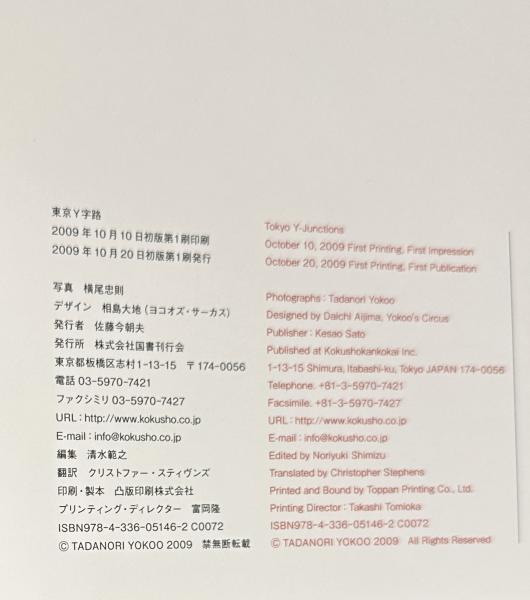 東京Y字路
2009年10月10日初版第1刷印刷
2009年10月20日初版第1刷発行
写真 横尾忠則
デザイン 相島大地(ヨコオズ・サーカス)
発行者 佐藤今朝夫
発行所 株式会社国書刊行会
東京都板橋区志村1-13-15 〒174-0056
電話 03-5970-7421
ファクシミリ 03-5970-7427
URL:http://www.kokusho.co.jp
E-mail:info@kokusho.co.jp
編集 清水範之
翻訳 クリストファー・スティヴンズ
印刷・製本 凸版印刷株式会社
プリンティング・ディレクター 富岡隆
ISBN978-4-336-05146-2 C0072
© TADANORI YOKOO 2009 禁無断転載
Tokyo Y-Junctions
October 10, 2009 First Printing, First Impression
October 20, 2009 First Printing, First Publication
Photographs : Tadanori Yokoo
Designed by Daichi Aijima, Yokoo's Circus
Publisher : Kesao Sato
Published at Kokushokankokai Inc.
1-13-15 Shimura, Itabashi-ku, Tokyo JAPAN 174-0056
Telephone. +81-3-5970-7421
Facsimile. +81-3-5970-7427
URL : http://www.kokusho.co.jp
E-mail : info@kokusho.co.jp
Edited by Noriyuki Shimizu
Translated by Christopher Stephens
Printed and Bound by Toppan Printing Co., Ltd.
Printing Director : Takashi Tomioka
ISBN978-4-336-05146-2 C0072
© TADANORI YOKOO 2009 All Rights Reserved